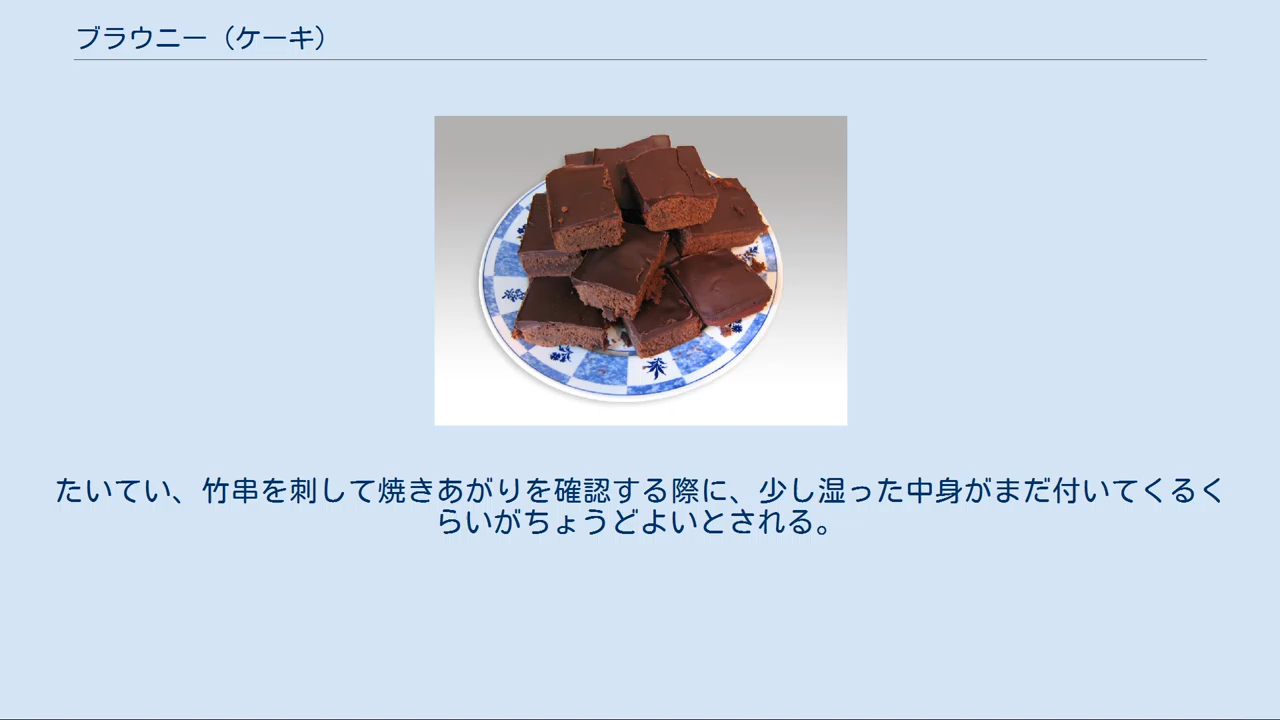 ブラウニー（ケーキ）
たいてい、竹串を刺して焼きあがりを確認する際に、少し湿った中身がまだ付いてくるく
らいがちょうどよいとされる。